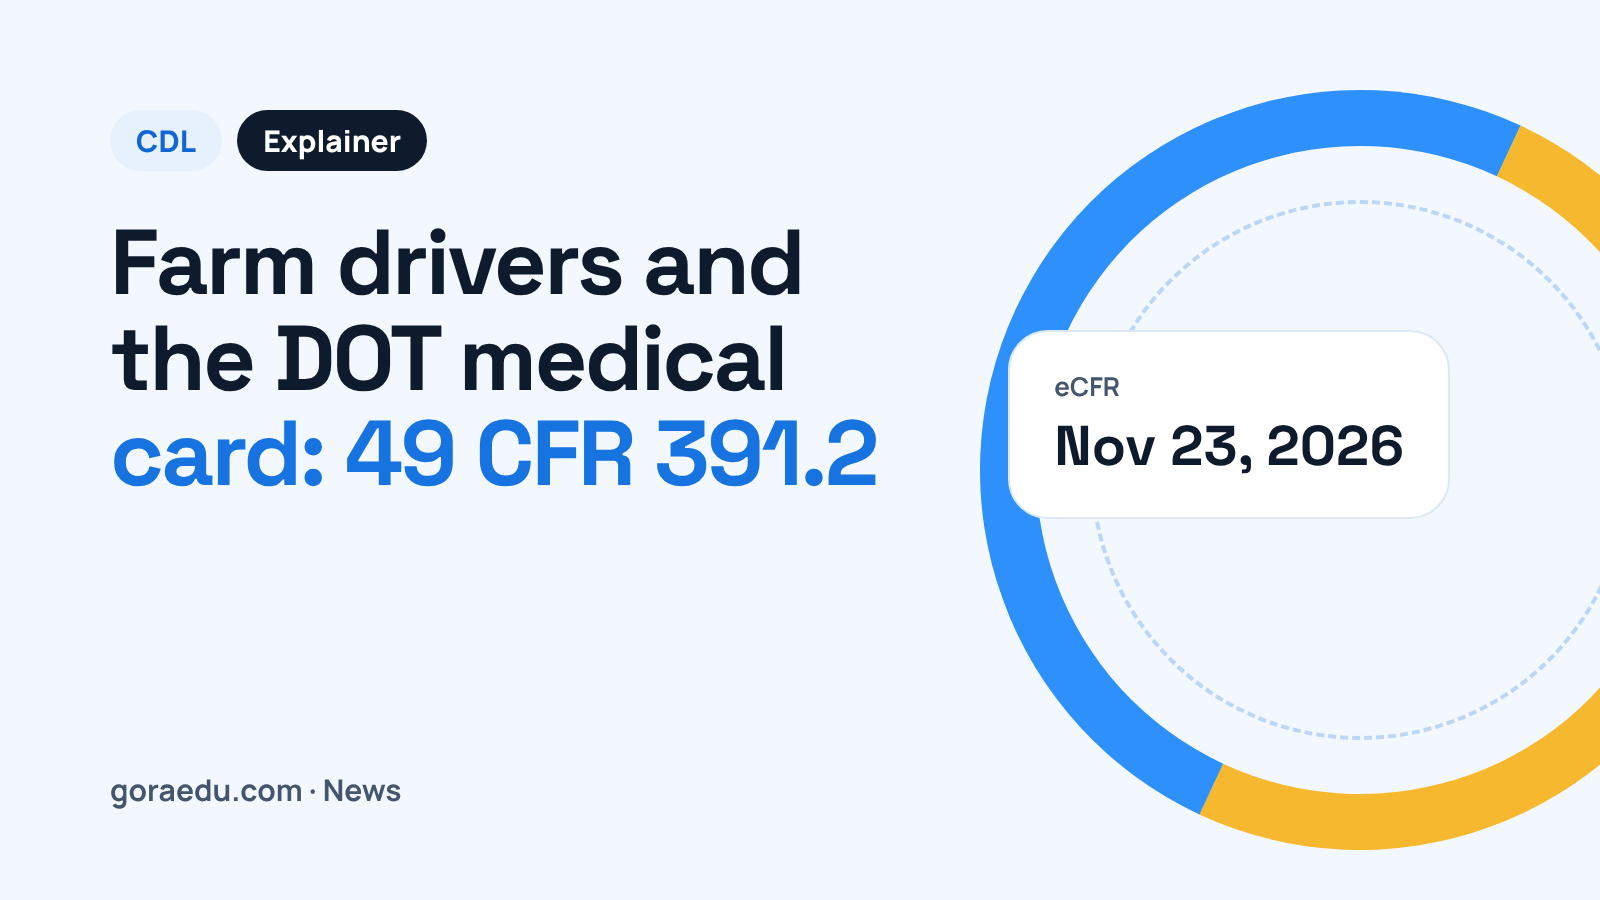 CDL
Explainer
Farm drivers and
the DOT medical
card: 49 CFR 391.2
eCFR
Nov 23, 2026
goraedu.com · News